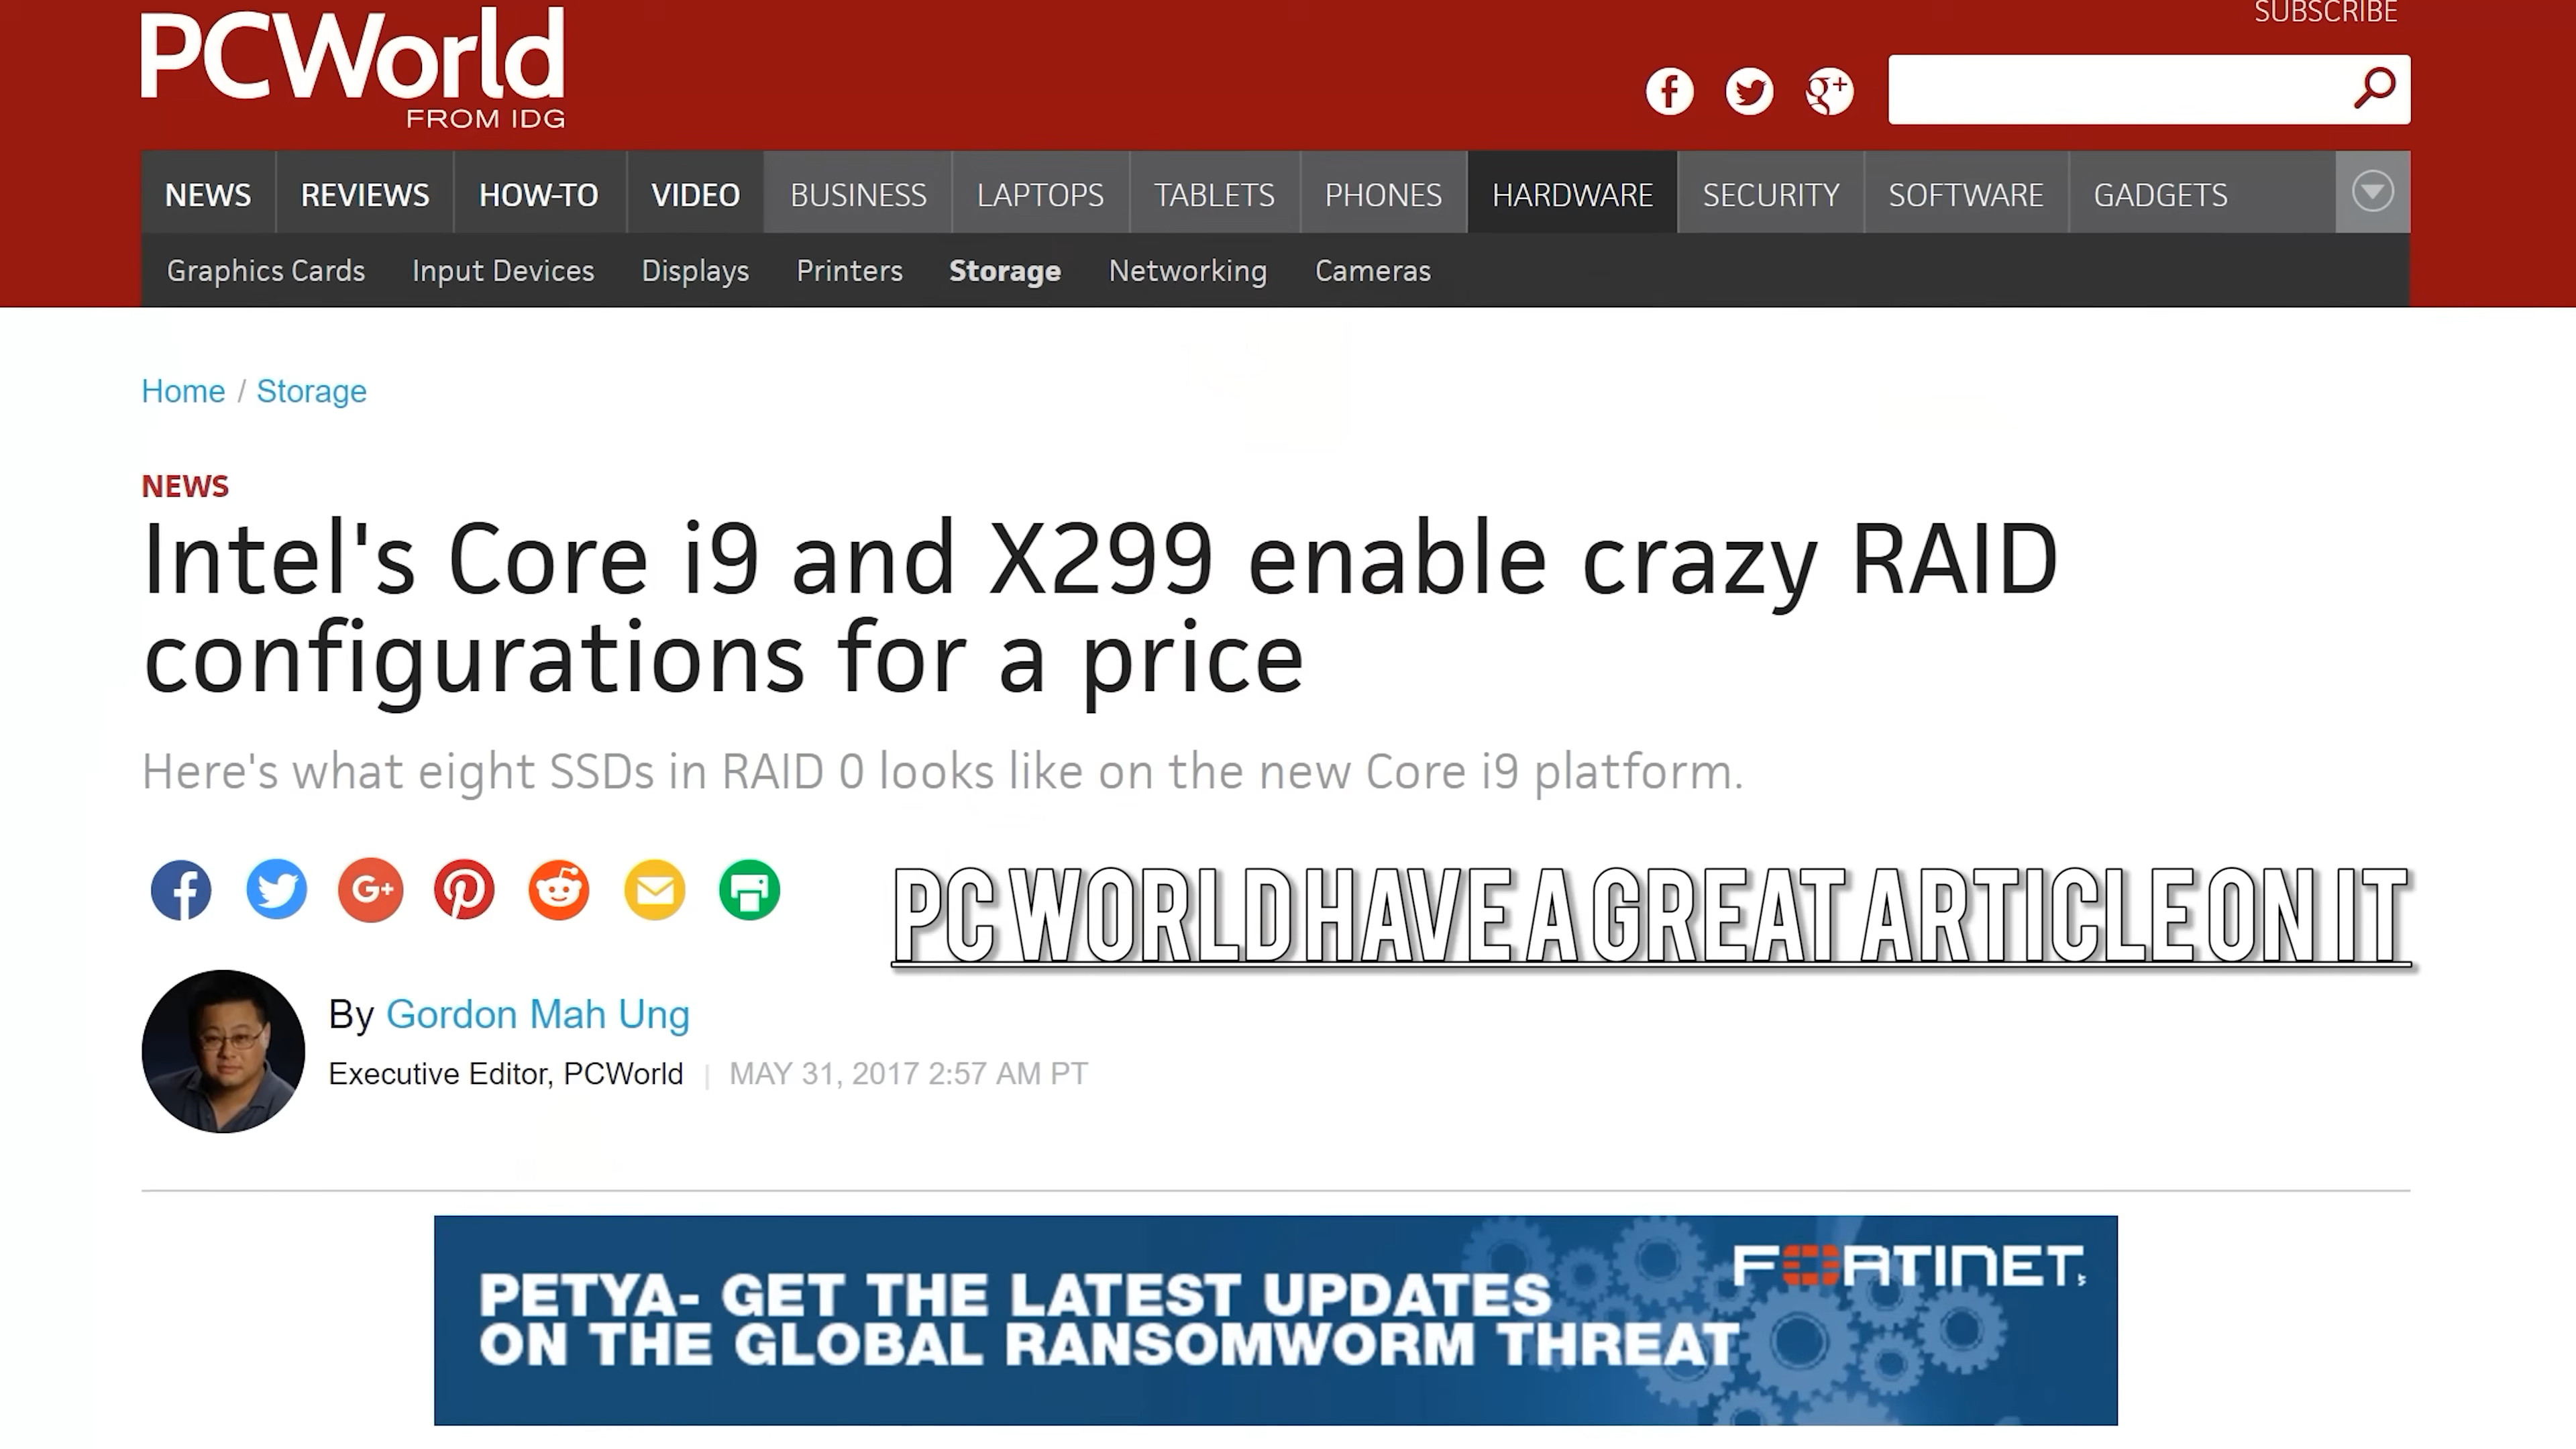 SUBSCRIBE
PCWorld
FROM IDG
NEWS REVIEWS HOW-TO VIDEO BUSINESS LAPTOPS TABLETS PHONES HARDWARE SECURITY SOFTWARE GADGETS
Graphics Cards Input Devices Displays Printers Storage Networking Cameras
Home / Storage
NEWS
Intel's Core i9 and X299 enable crazy RAID
configurations for a price
Here's what eight SSDs in RAID 0 looks like on the new Core i9 platform.
PC WORLD HAVE A GREAT ARTICLE ON IT
By Gordon Mah Ung
Executive Editor, PCWorld | MAY 31, 2017 2:57 AM PT
FORTINET
PETYA- GET THE LATEST UPDATES
ON THE GLOBAL RANSOMWORM THREAT